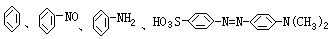 、 NO 、 NH2 、 HO3S N=N N(CH3)2